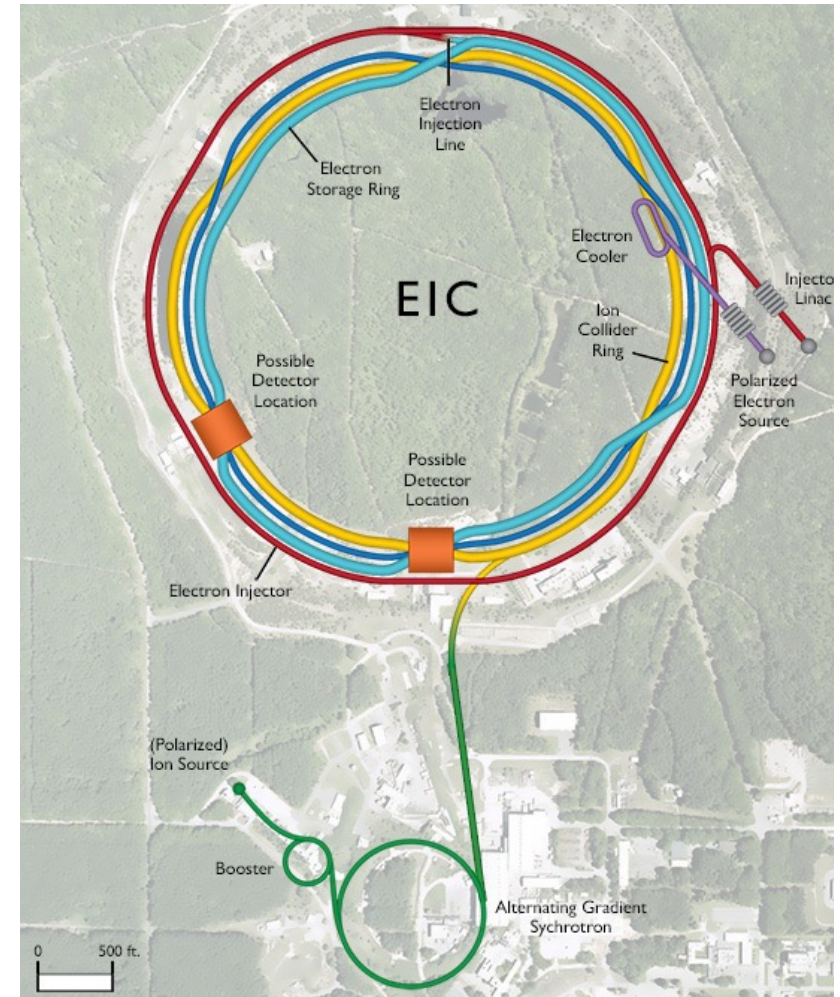 Electron
Injection
Line
Electron
Storage Ring
Electron
Cooler
Injecto
Linac
EIC
Ion
Collider
Ring
Possible
Detector
Location
Polarized
Electron
Source
Possible
Detector
Location
Electron Injector
(Polarized)
Ion Source
Booster
Alternating Gradient
Sychrotron
0 500 ft.